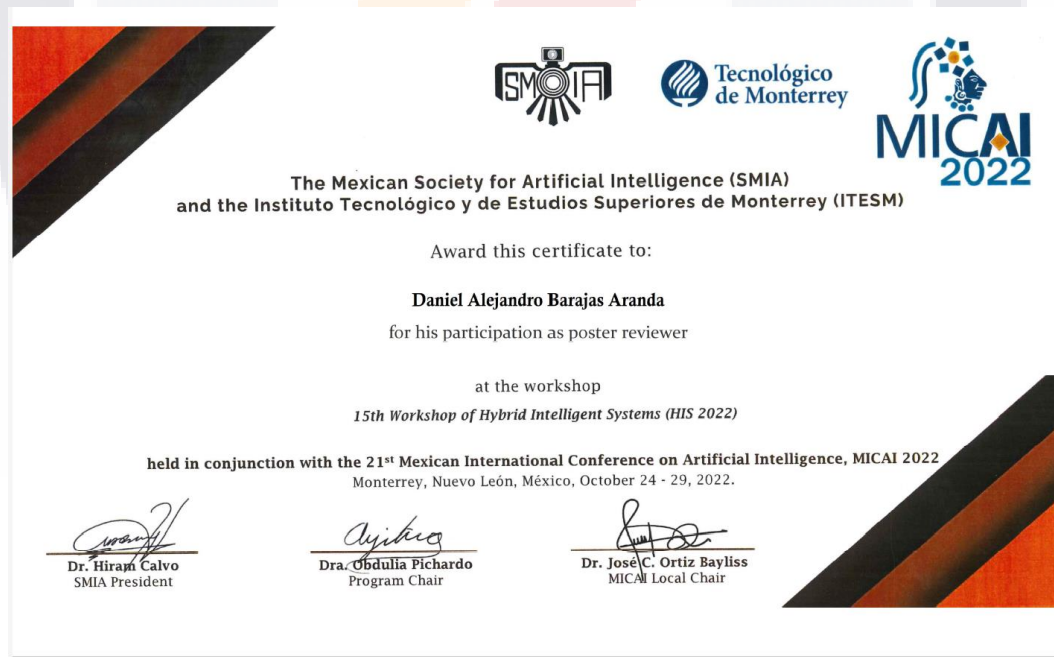 SMIA
Tecnológico
de Monterrey
MICAI
2022
The Mexican Society for Artificial Intelligence (SMIA)
and the Instituto Tecnológico y de Estudios Superiores de Monterrey (ITESM)
Award this certificate to:
Daniel Alejandro Barajas Aranda
for his participation as poster reviewer
at the workshop
15th Workshop of Hybrid Intelligent Systems (HIS 2022)
held in conjunction with the 21st Mexican International Conference on Artificial Intelligence, MICAI 2022
Monterrey, Nuevo León, México, October 24 - 29, 2022.
Dr. Hiram Calvo
SMIA President
Dra. Obdulia Pichardo
Program Chair
Dr. José C. Ortiz Bayliss
MICAI Local Chair